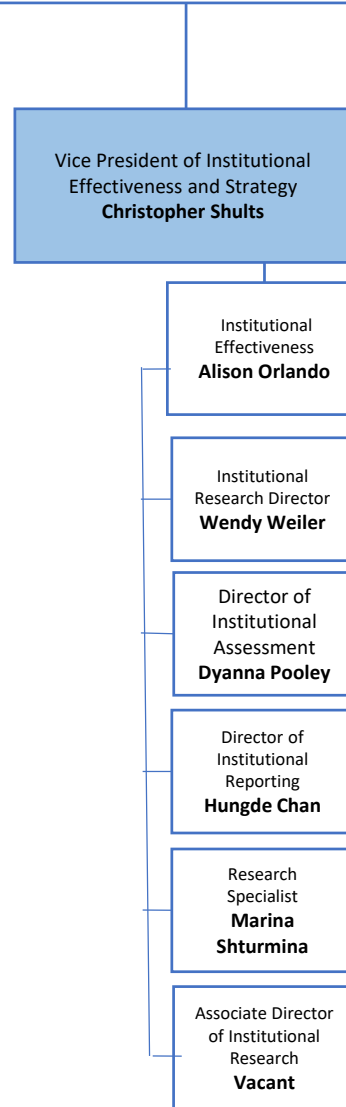 Vice President of Institutional
Effectiveness and Strategy
Christopher Shults
Institutional
Effectiveness
Alison Orlando
Institutional
Research Director
Wendy Weiler
Director of
Institutional
Assessment
Dyanna Pooley
Director of
Institutional
Reporting
Hungde Chan
Research
Specialist
Marina
Shturmina
Associate Director
of Institutional
Research
Vacant